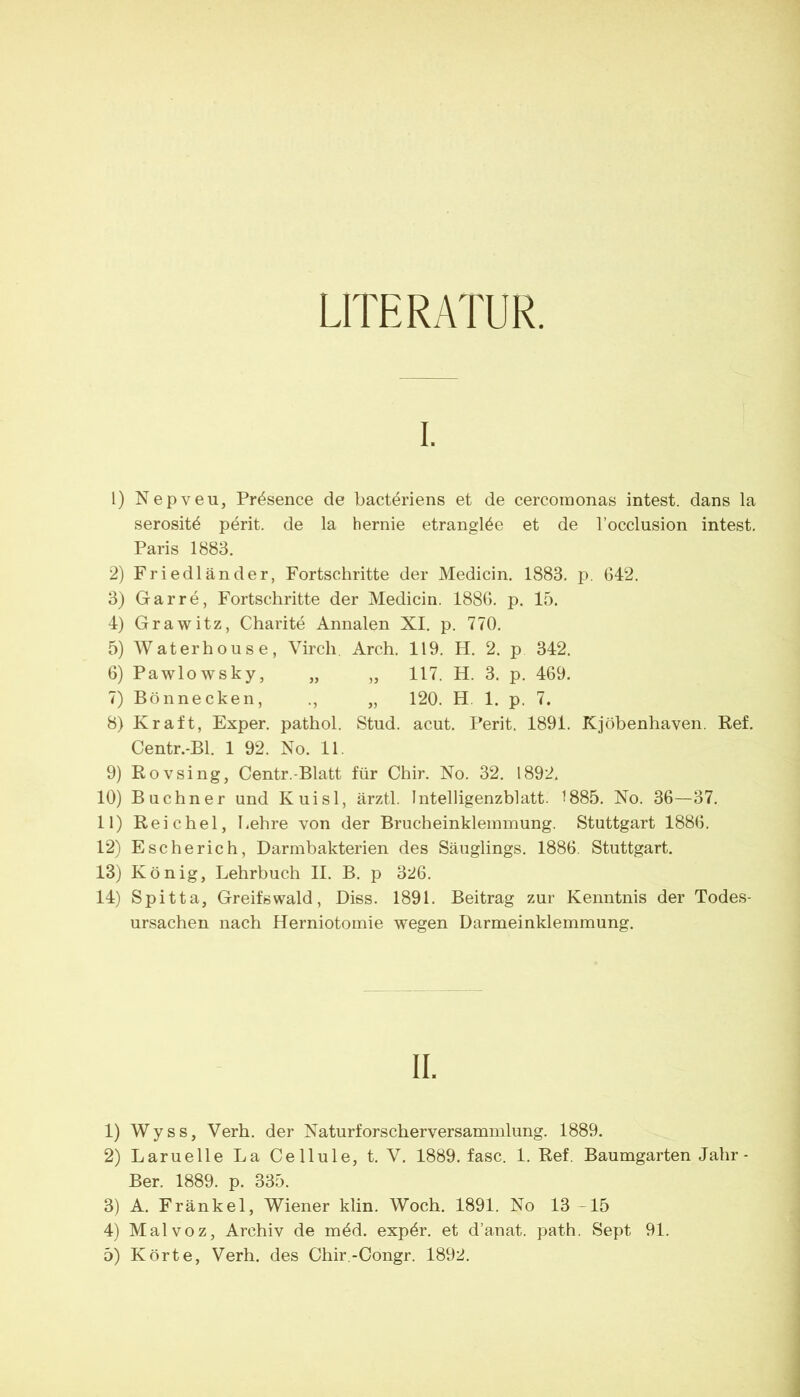 LITERATUR.
I.
1) Nepveu, Présence de bactériens et de cercomonas intest. dans la
serosité périt. de la hernie etranglée et de l'occlusion intest.
Paris 1883.
2) Friedländer, Fortschritte der Medicin. 1883. p. 642.
3) Garré, Fortschritte der Medicin. 1886. p. 15.
4) Grawitz, Charité Annalen XI. p. 770.
5) Waterhouse, Virch. Arch. 119. H. 2. p 342.
6) Pawlowsky, „ „ 117. H. 3. p. 469.
7) Bönnecken, ., „ 120. H. 1. p. 7.
8) Kraft, Exper. pathol. Stud. acut. Perit. 1891. Kjöbenhaven. Ref.
Centr.-Bl. 1 92. No. 11.
9) Rovsing, Centr.-Blatt für Chir. No. 32. 1892.
10) Buchner und Kuisl, ärztl. Intelligenzblatt. 1885. No. 36—37.
11) Reichel, Lehre von der Brucheinklemmung. Stuttgart 1886.
12) Escherich, Darmbakterien des Säuglings. 1886. Stuttgart.
13) König, Lehrbuch II. B. p 326.
14) Spitta, Greifswald, Diss. 1891. Beitrag zur Kenntnis der Todes-
ursachen nach Herniotomie wegen Darmeinklemmung.
II.
1) Wyss, Verh. der Naturforscherversammlung. 1889.
2) Laruelle La Cellule, t. V. 1889. fasc. 1. Ref. Baumgarten Jahr-
Ber. 1889. p. 335.
3) A. Fränkel, Wiener klin. Woch. 1891. No 13-15
4) Malvoz, Archiv de méd. expér. et d'anat. path. Sept 91.
5) Körte, Verh. des Chir.-Congr. 1892.